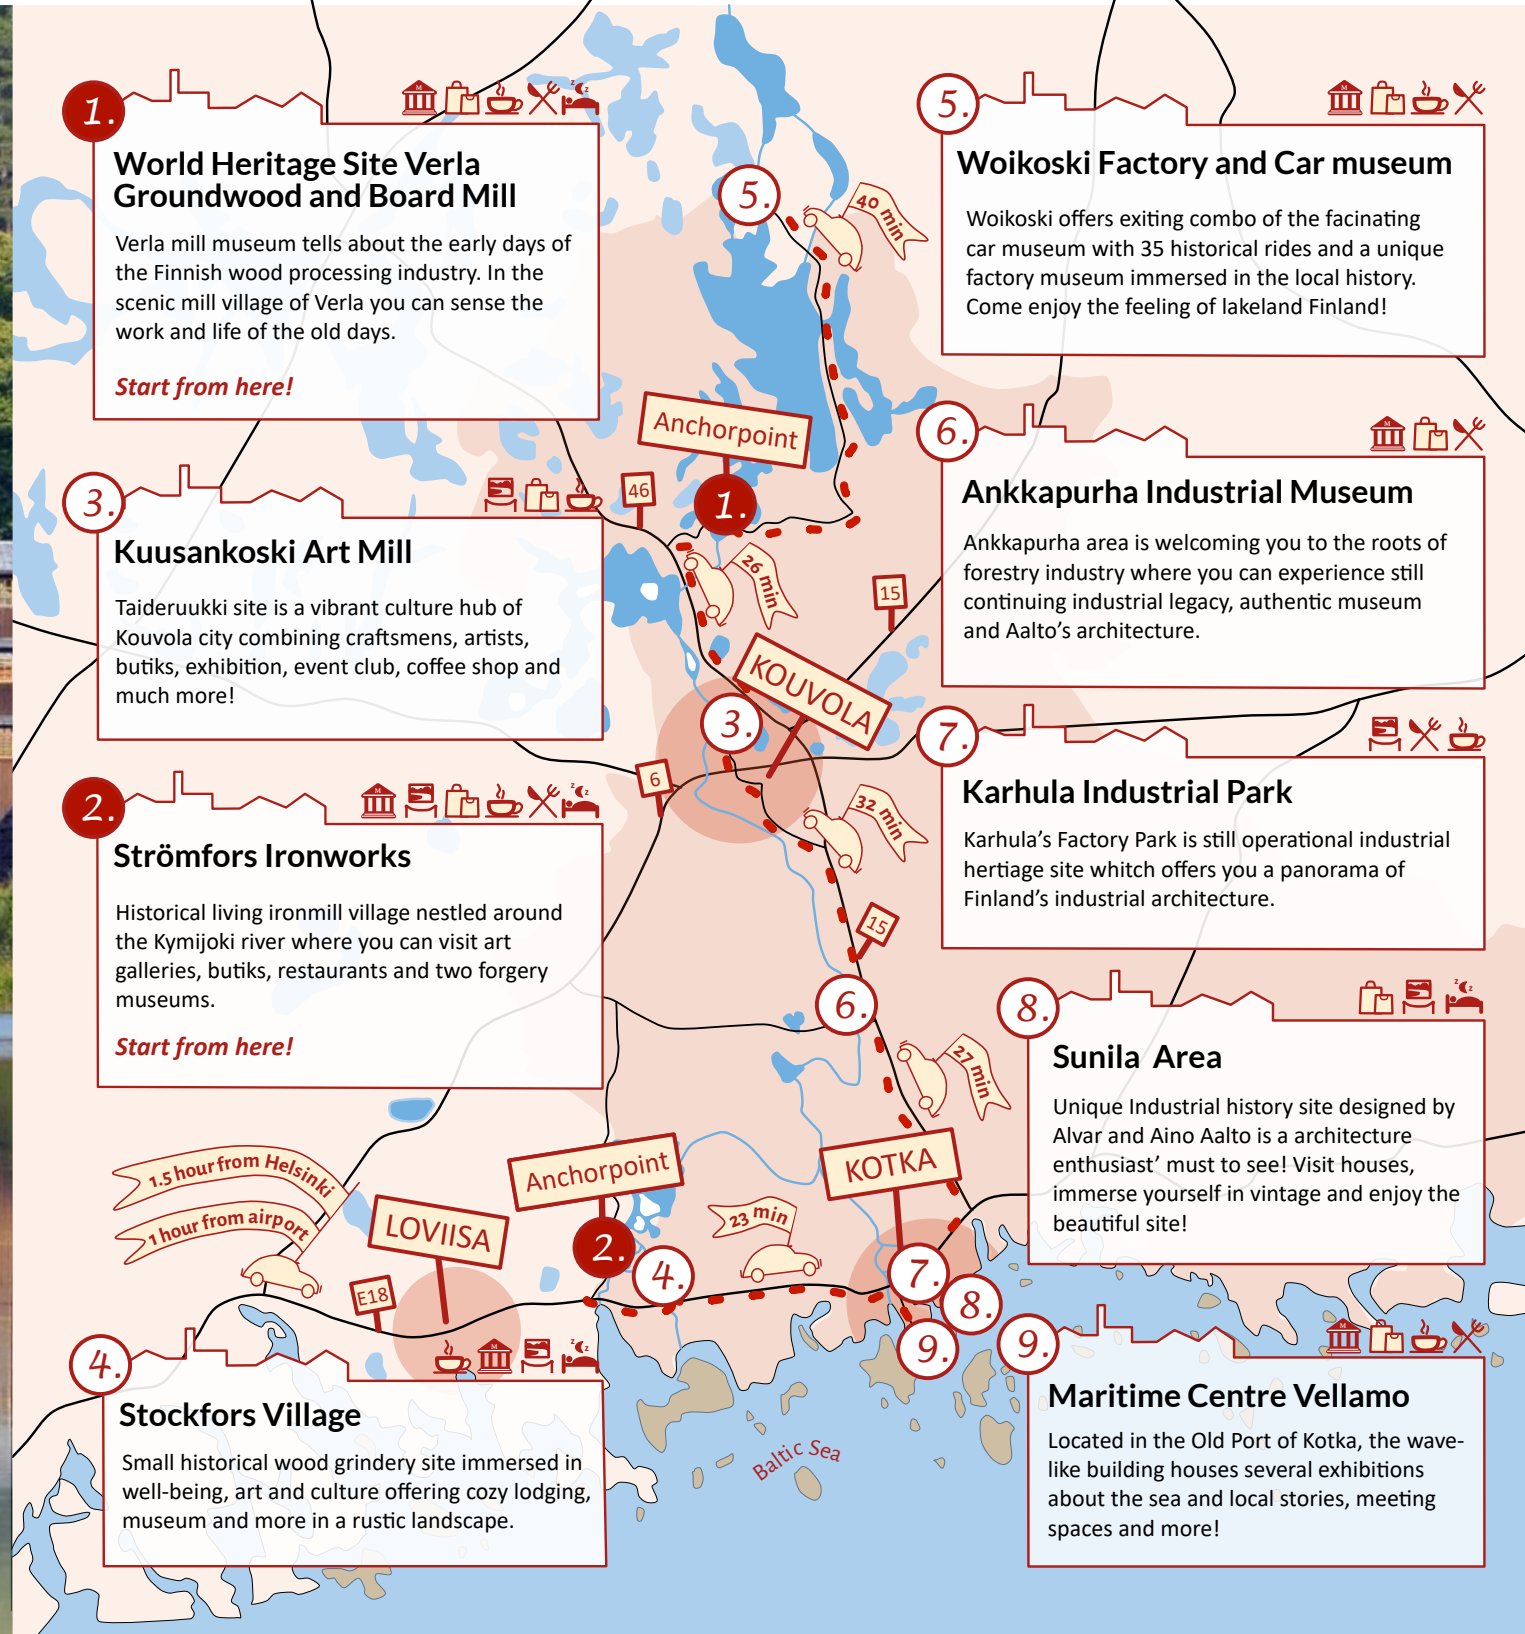 1.
World Heritage Site Verla
Groundwood and Board Mill
Verla mill museum tells about the early days of
the Finnish wood processing industry. In the
scenic mill village of Verla you can sense the
work and life of the old days.
Start from here!
3.
Kuusankoski Art Mill
Taideruukki site is a vibrant culture hub of
Kouvola city combining craftsmens, artists,
butiks, exhibition, event club, coffee shop and
much more!
2.
Strömfors Ironworks
Historical living ironmill village nestled around
the Kymijoki river where you can visit art
galleries, butiks, restaurants and two forgery
museums.
Start from here!
1.5 hour from Helsinki
1 hour from airport
LOVIISA
E18
4.
Stockfors Village
Small historical wood grindery site immersed in
well-being, art and culture offering cozy lodging,
museum and more in a rustic landscape.
5.
40 min
Anchorpoint
46
1.
26 min
15
KOUVOLA
3.
6
32 min
15
6.
27 min
Anchorpoint
KOTKA
23 min
2.
4.
7.
8.
9.
Baltic Sea
5.
Woikoski Factory and Car museum
Woikoski offers exiting combo of the facinating
car museum with 35 historical rides and a unique
factory museum immersed in the local history.
Come enjoy the feeling of lakeland Finland!
6.
Ankkapurha Industrial Museum
Ankkapurha area is welcoming you to the roots of
forestry industry where you can experience still
continuing industrial legacy, authentic museum
and Aalto’s architecture.
7.
Karhula Industrial Park
Karhula’s Factory Park is still operational industrial
hertiage site whitch offers you a panorama of
Finland’s industrial architecture.
8.
Sunila Area
Unique Industrial history site designed by
Alvar and Aino Aalto is a architecture
enthusiast’ must to see! Visit houses,
immerse yourself in vintage and enjoy the
beautiful site!
9.
Maritime Centre Vellamo
Located in the Old Port of Kotka, the wave-
like building houses several exhibitions
about the sea and local stories, meeting
spaces and more!